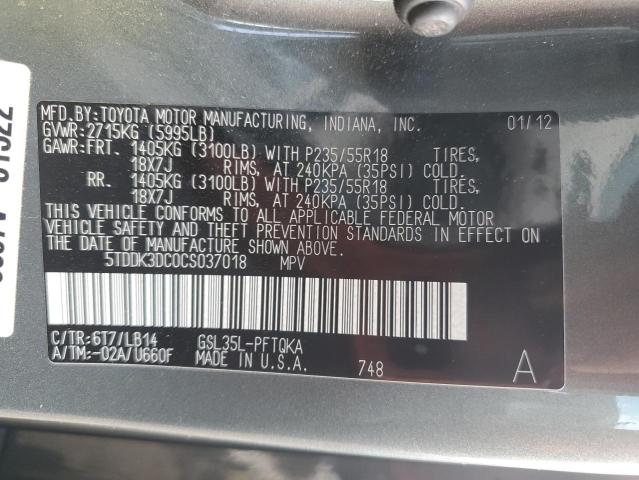 MFD.BY:TOYOTA MOTOR MANUFACTURING, INDIANA, INC. 01/12
GVWR:2715KG (5995LB)
GAWR:FRT. 1405KG (3100LB) WITH P235/55R18 TIRES,
18X7J RIMS, AT 240KPA (35PSI) COLD.
RR. 1405KG (3100LB) WITH P235/55R18 TIRES,
18X7J RIMS, AT 240KPA (35PSI) COLD.
THIS VEHICLE CONFORMS TO ALL APPLICABLE FEDERAL MOTOR
VEHICLE SAFETY AND THEFT PREVENTION STANDARDS IN EFFECT ON
THE DATE OF MANUFACTURE SHOWN ABOVE.
5TDDK3DC0CS037018 MPV
C/TR:6T7/LB14 GSL35L-PFTQKA
A/TM:-02A/U660F MADE IN U.S.A. 748 A